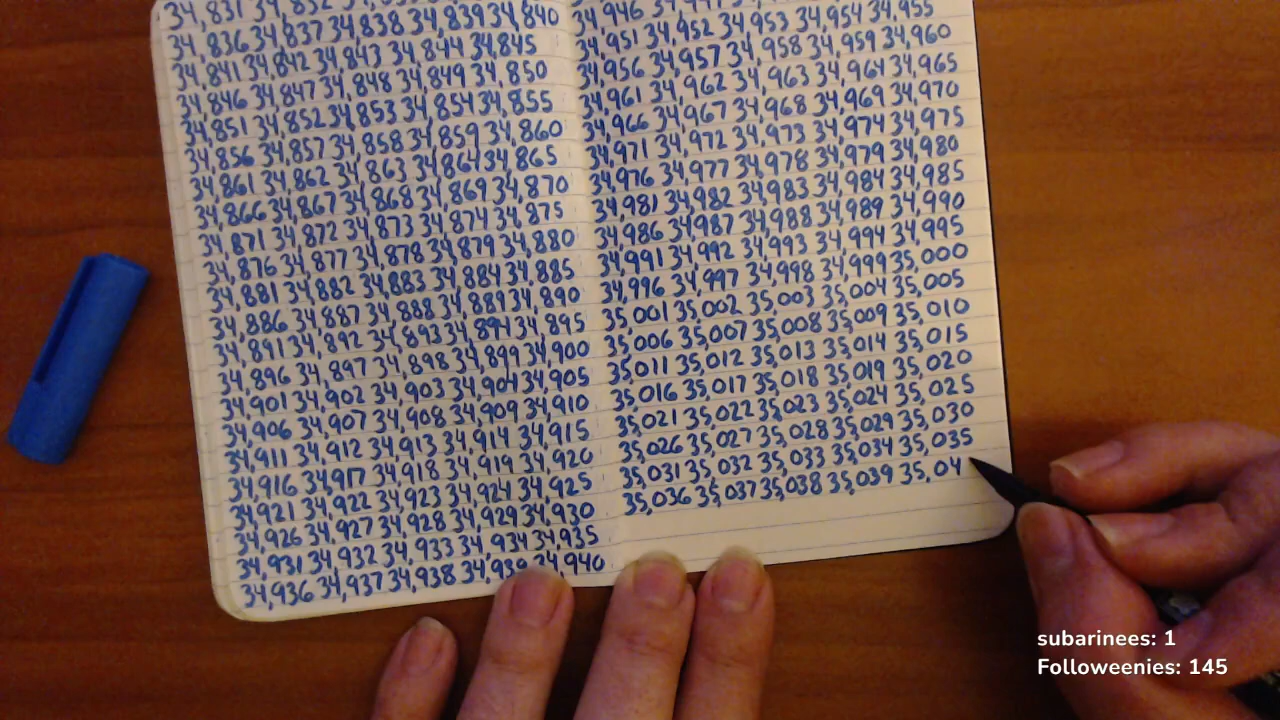 34,831 34,832
34,836 34,837 34,838 34,839 34,840
34,841 34,842 34,843 34,844 34,845
34,846 34,847 34,848 34,849 34,850
34,851 34,852 34,853 34,854 34,855
34,856 34,857 34,858 34,859 34,860
34,861 34,862 34,863 34,864 34,865
34,866 34,867 34,868 34,869 34,870
34,871 34,872 34,873 34,874 34,875
34,876 34,877 34,878 34,879 34,880
34,881 34,882 34,883 34,884 34,885
34,886 34,887 34,888 34,889 34,890
34,891 34,892 34,893 34,894 34,895
34,896 34,897 34,898 34,899 34,900
34,901 34,902 34,903 34,904 34,905
34,906 34,907 34,908 34,909 34,910
34,911 34,912 34,913 34,914 34,915
34,916 34,917 34,918 34,919 34,920
34,921 34,922 34,923 34,924 34,925
34,926 34,927 34,928 34,929 34,930
34,931 34,932 34,933 34,934 34,935
34,936 34,937 34,938 34,939 34,940
34,946
34,951 34,952 34,953 34,954 34,955
34,956 34,957 34,958 34,959 34,960
34,961 34,962 34,963 34,964 34,965
34,966 34,967 34,968 34,969 34,970
34,971 34,972 34,973 34,974 34,975
34,976 34,977 34,978 34,979 34,980
34,981 34,982 34,983 34,984 34,985
34,986 34,987 34,988 34,989 34,990
34,991 34,992 34,993 34,994 34,995
34,996 34,997 34,998 34,999 35,000
35,001 35,002 35,003 35,004 35,005
35,006 35,007 35,008 35,009 35,010
35,011 35,012 35,013 35,014 35,015
35,016 35,017 35,018 35,019 35,020
35,021 35,022 35,023 35,024 35,025
35,026 35,027 35,028 35,029 35,030
35,031 35,032 35,033 35,034 35,035
35,036 35,037 35,038 35,039 35,04
subarinees: 1
Followeenies: 145